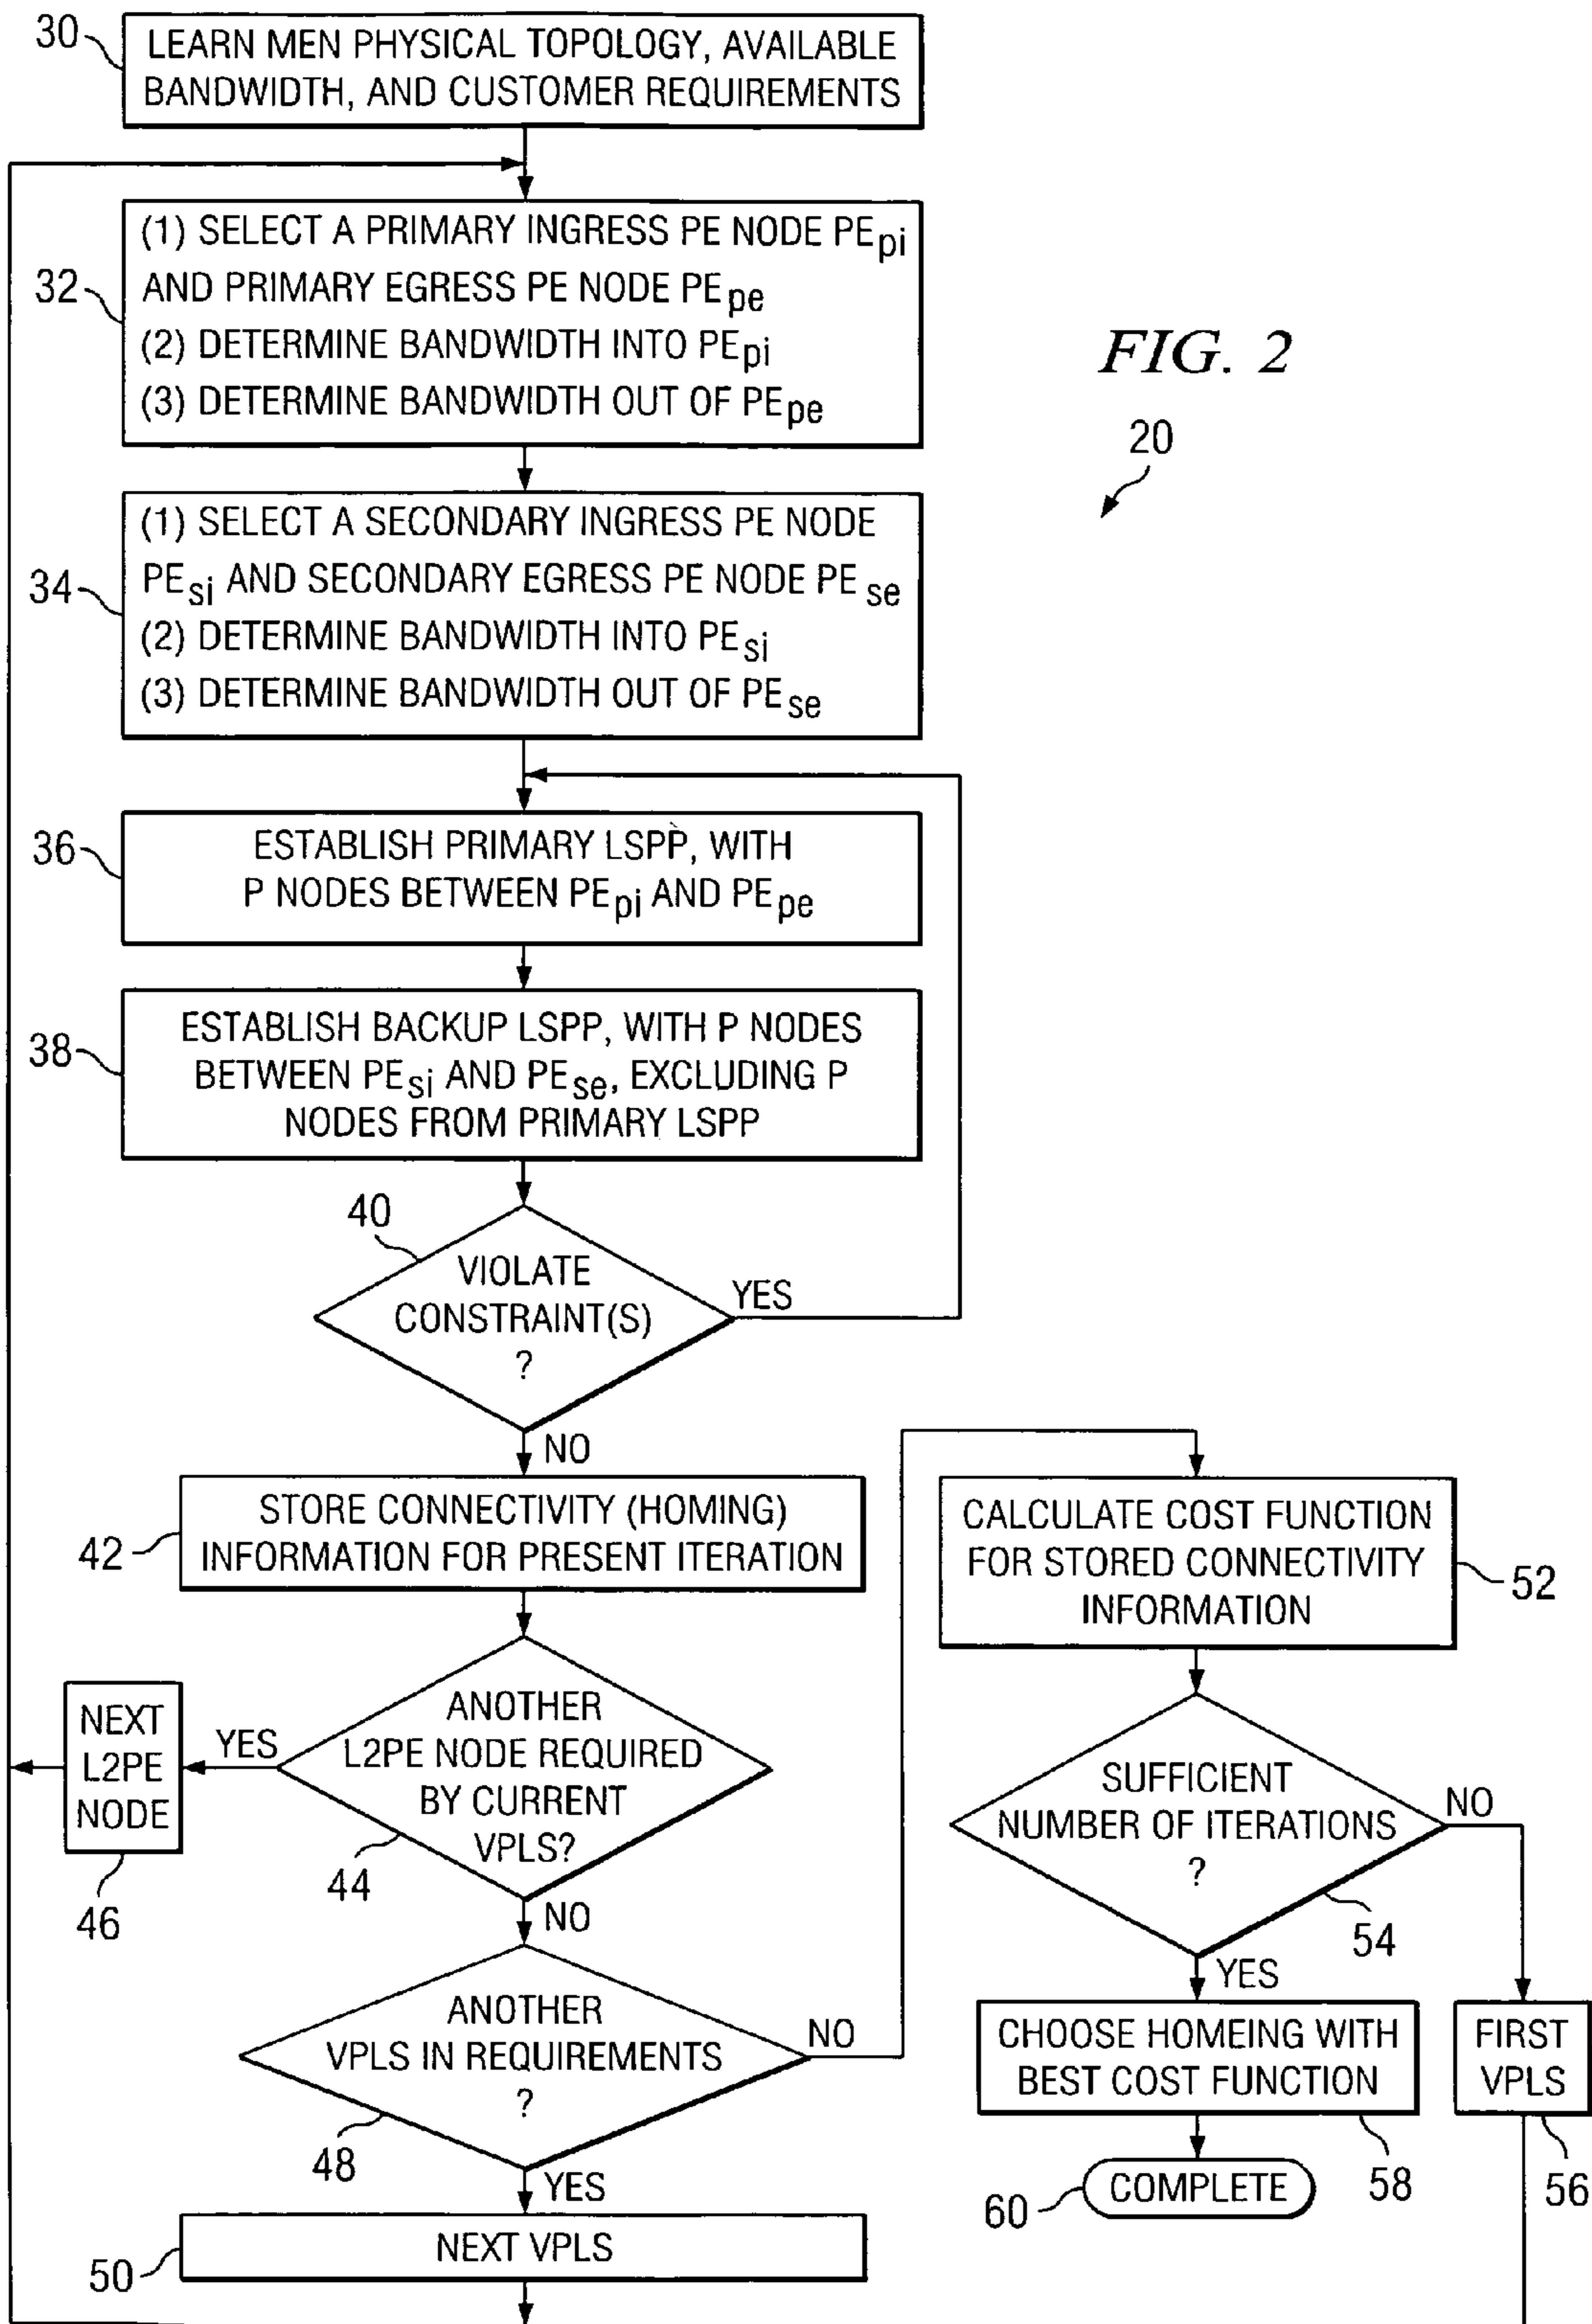 30
LEARN MEN PHYSICAL TOPOLOGY, AVAILABLE
BANDWIDTH, AND CUSTOMER REQUIREMENTS
32
(1) SELECT A PRIMARY INGRESS PE NODE PEpi
AND PRIMARY EGRESS PE NODE PEpe
(2) DETERMINE BANDWIDTH INTO PEpi
(3) DETERMINE BANDWIDTH OUT OF PEpe
FIG. 2
20
34
(1) SELECT A SECONDARY INGRESS PE NODE
PEsi AND SECONDARY EGRESS PE NODE PEse
(2) DETERMINE BANDWIDTH INTO PEsi
(3) DETERMINE BANDWIDTH OUT OF PEse
36
ESTABLISH PRIMARY LSPP, WITH
P NODES BETWEEN PEpi AND PEpe
38
ESTABLISH BACKUP LSPP, WITH P NODES
BETWEEN PEsi AND PEse, EXCLUDING P
NODES FROM PRIMARY LSPP
40
VIOLATE
CONSTRAINT(S)
?
YES
NO
42
STORE CONNECTIVITY (HOMING)
INFORMATION FOR PRESENT ITERATION
ANOTHER
L2PE NODE REQUIRED
BY CURRENT
VPLS?
44
YES
NEXT
L2PE
NODE
46
NO
ANOTHER
VPLS IN REQUIREMENTS
?
48
NO
YES
NEXT VPLS
50
CALCULATE COST FUNCTION
FOR STORED CONNECTIVITY
INFORMATION
52
SUFFICIENT
NUMBER OF ITERATIONS
?
54
NO
YES
CHOOSE HOMEING WITH
BEST COST FUNCTION
58
FIRST
VPLS
56
COMPLETE
60